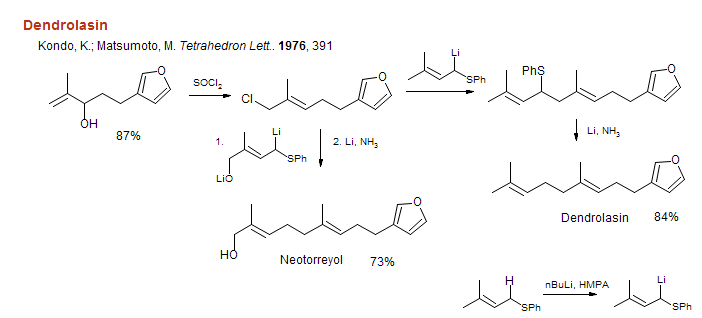 Dendrolasin
Kondo, K.; Matsumoto, M. Tetrahedron Lett.. 1976, 391
O
OH
87%
SOCl2
Cl
O
Li
SPh
PhS
O
1.
Li
SPh
LiO
2. Li, NH3
Li, NH3
O
Dendrolasin 84%
O
HO
Neotorreyol 73%
H
SPh
nBuLi, HMPA
Li
SPh